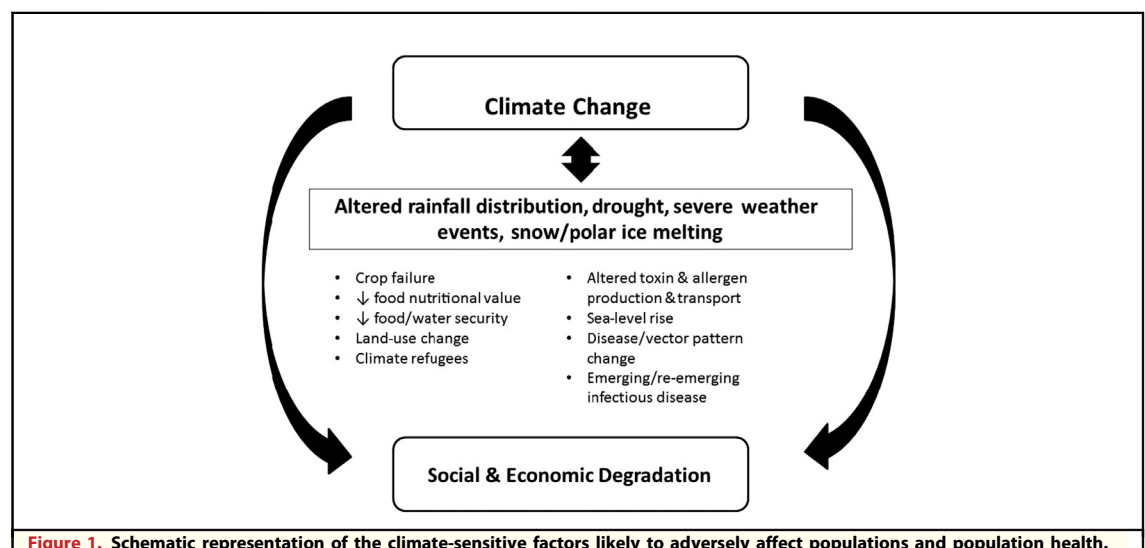 Climate Change
Altered rainfall distribution, drought, severe weather
events, snow/polar ice melting
• Crop failure
• ↓ food nutritional value
• ↓ food/water security
• Land-use change
• Climate refugees
• Altered toxin & allergen
production & transport
• Sea-level rise
• Disease/vector pattern
change
• Emerging/re-emerging
infectious disease
Social & Economic Degradation
Figure 1. Schematic representation of the climate-sensitive factors likely to adversely affect populations and population health.